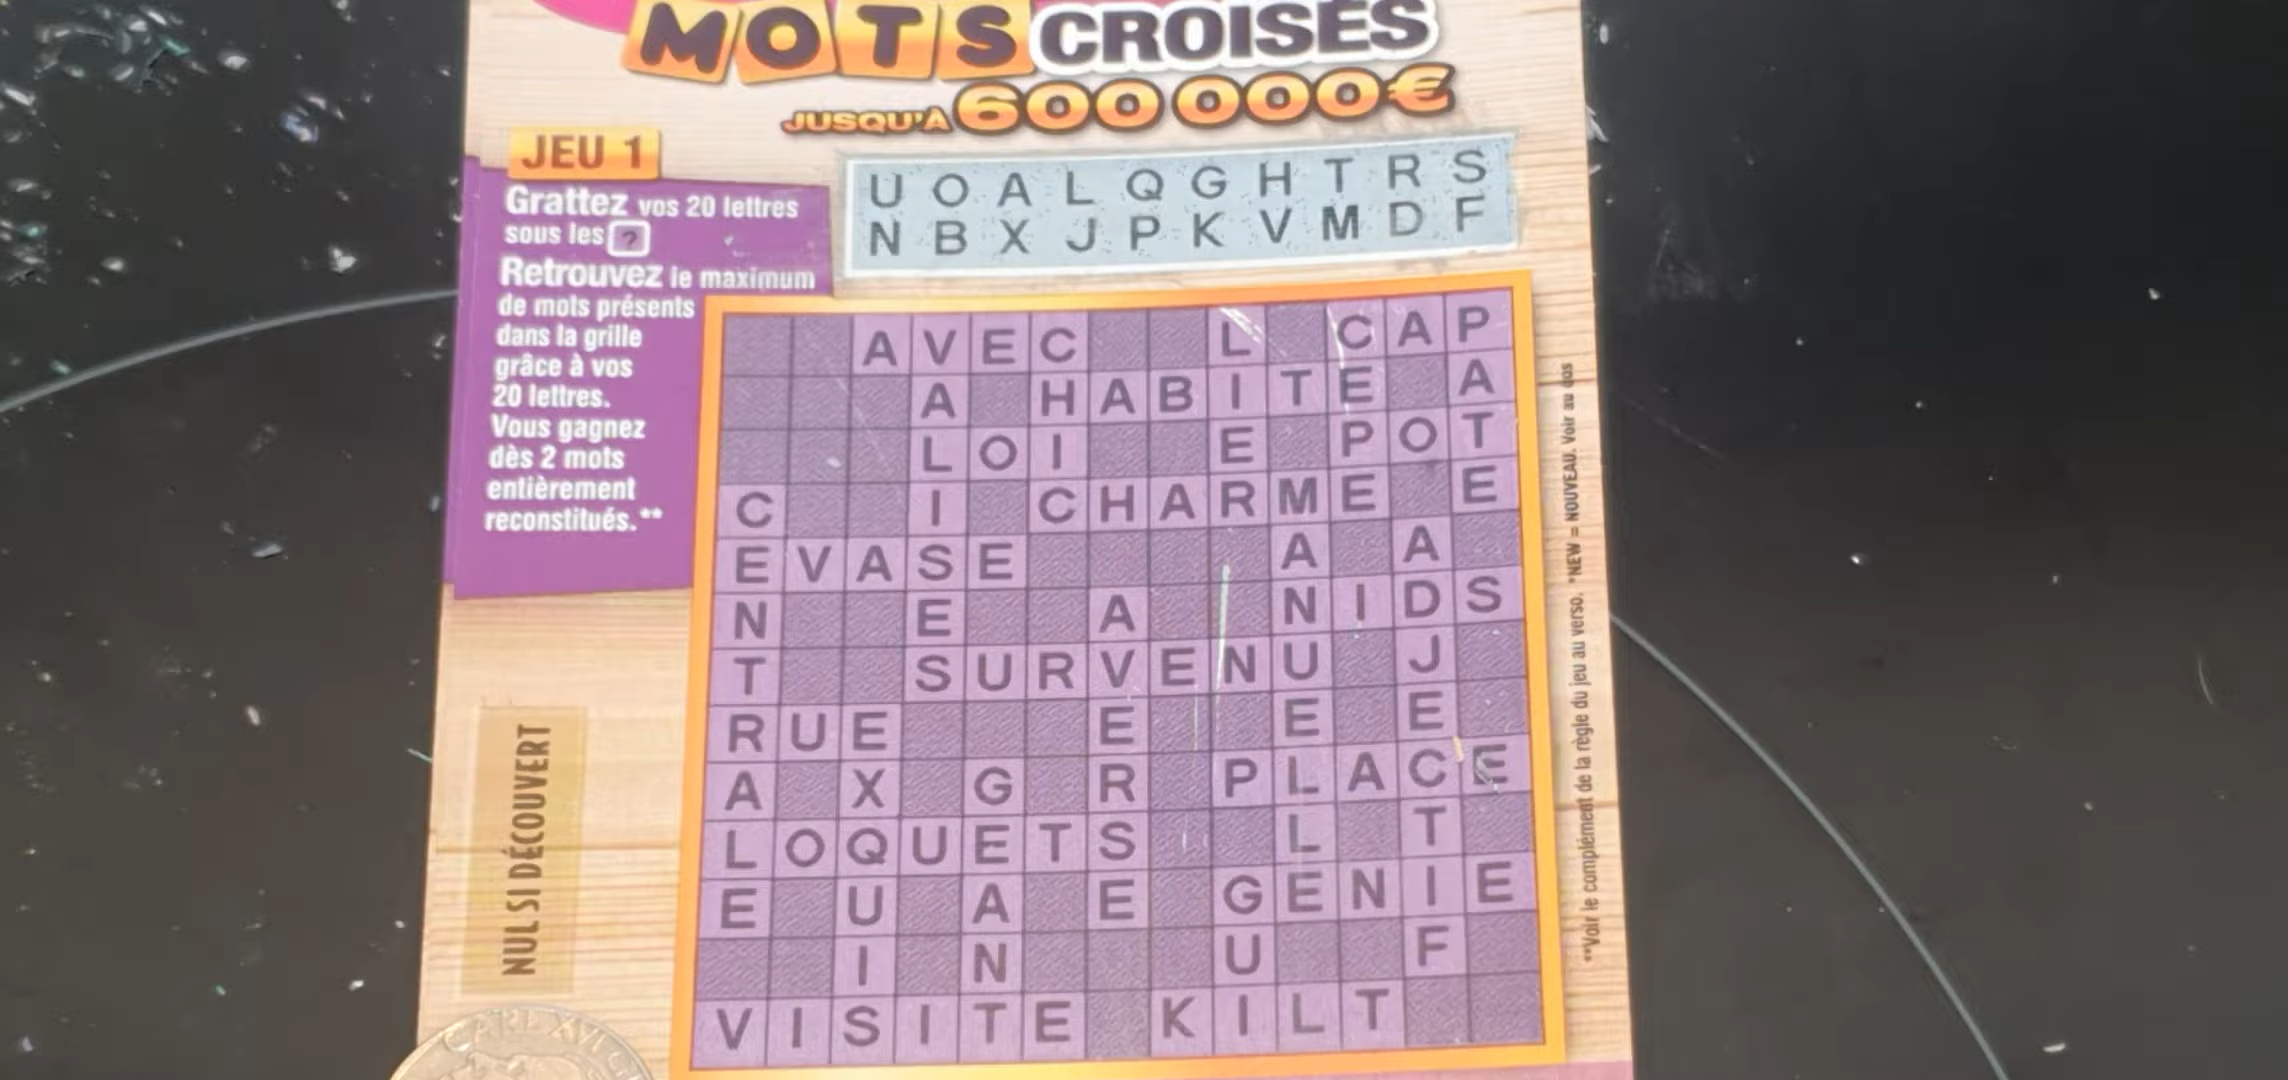 MOTS CROISÉS
JUSQU'À 600 000€
JEU 1
Grattez vos 20 lettres
sous les ?
Retrouvez le maximum
de mots présents
dans la grille
grâce à vos
20 lettres.
Vous gagnez
dès 2 mots
entièrement
reconstitués.**
U O A L Q G H T R S
N B X J P K V M D F
A V E C L C A P
A H A B I T E A
L O I E P O T
C I C H A R M E E
E V A S E A A
N E A N I D S
T S U R V E N U J
R U E E E E
A X G R P L A C E
L O Q U E T S L T
E U A E G E N I E
I N U F
V I S I T E K I L T
NUL SI DÉCOUVERT
**Voir le complément de la règle du jeu au verso. *NEW = NOUVEAU. Voir au dos